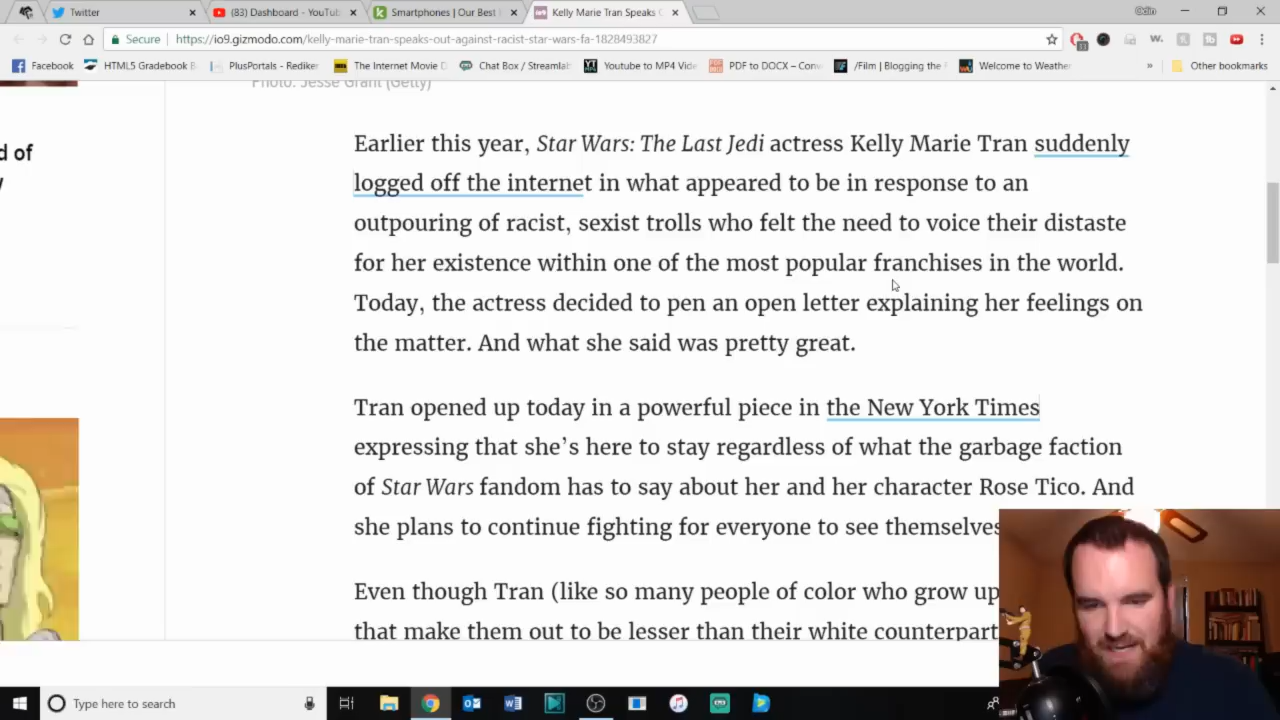 Twitter
(83) Dashboard - YouTub
Smartphones | Our Best
Kelly Marie Tran Speaks
Secure
https://io9.gizmodo.com/kelly-marie-tran-speaks-out-against-racist-star-wars-fa-1828493827
Facebook
HTML5 Gradebook
PlusPortals - Rediker
The Internet Movie D
Chat Box / Streamlab
Youtube to MP4 Vide
PDF to DOCX – Conv
/Film | Blogging the
Welcome to Weather
»
Other bookmarks
Photo: Jesse Grant (Getty)
d of
Earlier this year, Star Wars: The Last Jedi actress Kelly Marie Tran suddenly
logged off the internet in what appeared to be in response to an
outpouring of racist, sexist trolls who felt the need to voice their distaste
for her existence within one of the most popular franchises in the world.
Today, the actress decided to pen an open letter explaining her feelings on
the matter. And what she said was pretty great.
Tran opened up today in a powerful piece in the New York Times
expressing that she's here to stay regardless of what the garbage faction
of Star Wars fandom has to say about her and her character Rose Tico. And
she plans to continue fighting for everyone to see themselves
Even though Tran (like so many people of color who grow up
that make them out to be lesser than their white counterpart
Type here to search